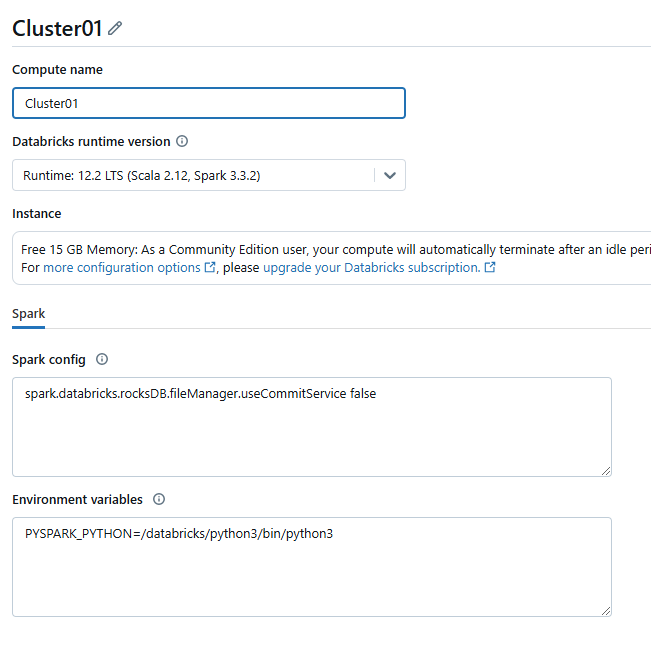 Cluster01
Compute name
Cluster01
Databricks runtime version
Runtime: 12.2 LTS (Scala 2.12, Spark 3.3.2)
Instance
Free 15 GB Memory: As a Community Edition user, your compute will automatically terminate after an idle peri
For more configuration options, please upgrade your Databricks subscription.
Spark
Spark config
spark.databricks.rocksDB.fileManager.useCommitService false
Environment variables
PYSPARK_PYTHON=/databricks/python3/bin/python3